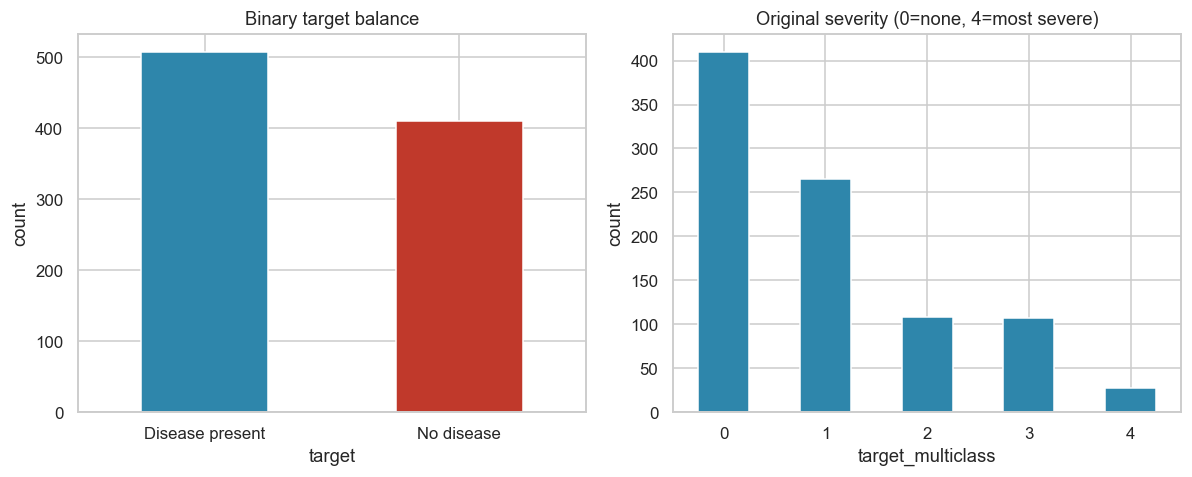 Binary target balance
500
400
300
200
100
0
count
Disease present
No disease
target
Original severity (0=none, 4=most severe)
400
350
300
250
200
150
100
50
0
count
0
1
2
3
4
target_multiclass